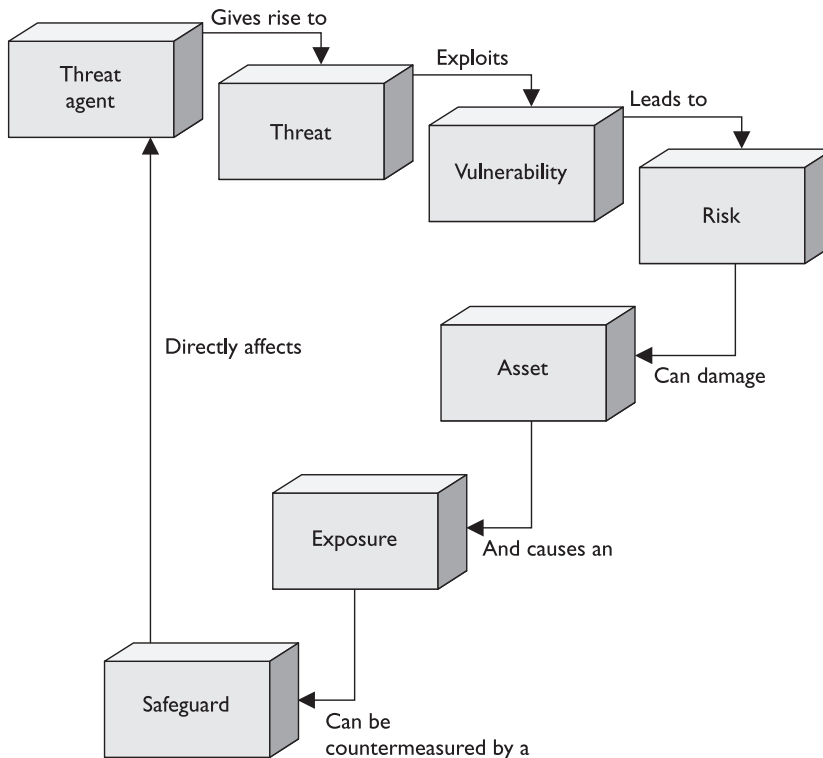 Gives rise to
Threat
agent
Exploits
Threat
Leads to
Vulnerability
Risk
Directly affects
Asset
Can damage
Exposure
And causes an
Safeguard
Can be
countermeasured by a